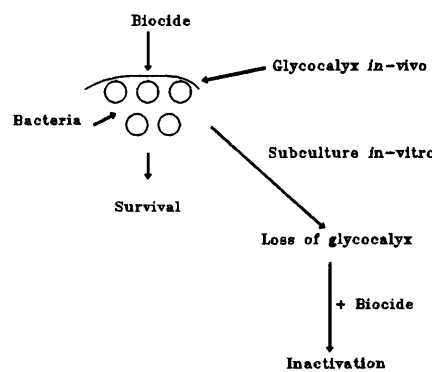 Biocide
Glycocalyx in-vivo
Bacteria
Subculture in-vitro
Survival
Loss of glycocalyx
+ Biocide
Inactivation